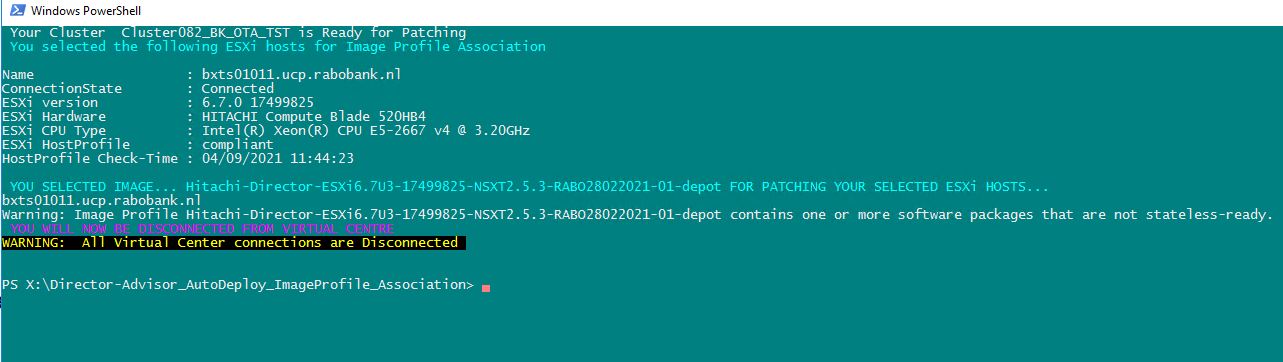 Windows PowerShell
Your Cluster  Cluster082_BK_OTA_TST is Ready for Patching
You selected the following ESXi hosts for Image Profile Association
Name                   : bxts01011.ucp.rabobank.nl
ConnectionState        : Connected
ESXi version           : 6.7.0 17499825
ESXi Hardware          : HITACHI Compute Blade 520HB4
ESXi CPU Type          : Intel(R) Xeon(R) CPU E5-2667 v4 @ 3.20GHz
ESXi HostProfile       : compliant
HostProfile Check-Time : 04/09/2021 11:44:23
YOU SELECTED IMAGE... Hitachi-Director-ESXi6.7U3-17499825-NSXT2.5.3-RABO28022021-01-depot FOR PATCHING YOUR SELECTED ESXi HOSTS...
bxts01011.ucp.rabobank.nl
Warning: Image Profile Hitachi-Director-ESXi6.7U3-17499825-NSXT2.5.3-RABO28022021-01-depot contains one or more software packages that are not stateless-ready.
YOU WILL NOW BE DISCONNECTED FROM VIRTUAL CENTRE
WARNING:  All Virtual Center connections are Disconnected
PS X:\Director-Advisor_AutoDeploy_ImageProfile_Association>